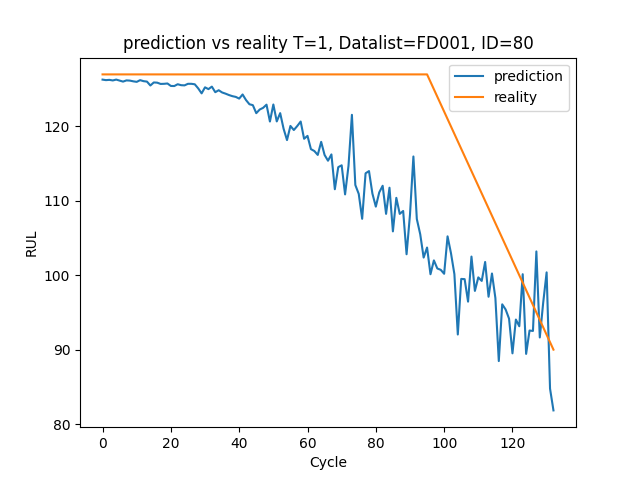 prediction vs reality T=1, Datalist=FD001, ID=80
prediction
reality
RUL
120
110
100
90
80
0 20 40 60 80 100 120
Cycle